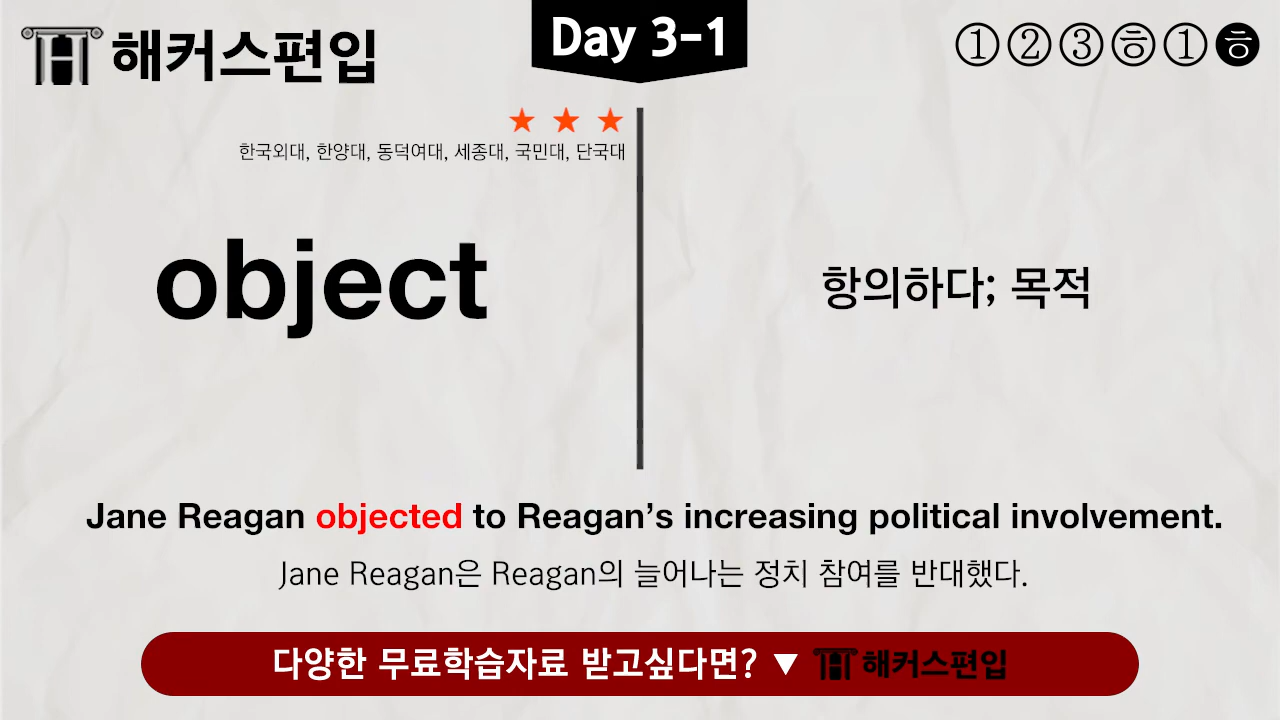 해커스편입
Day 3-1
①②③㉻①㉻
★ ★ ★
한국외대, 한양대, 동덕여대, 세종대, 국민대, 단국대
object
항의하다; 목적
Jane Reagan objected to Reagan's increasing political involvement.
Jane Reagan은 Reagan의 늘어나는 정치 참여를 반대했다.
다양한 무료학습자료 받고싶다면? ▼ 해커스편입